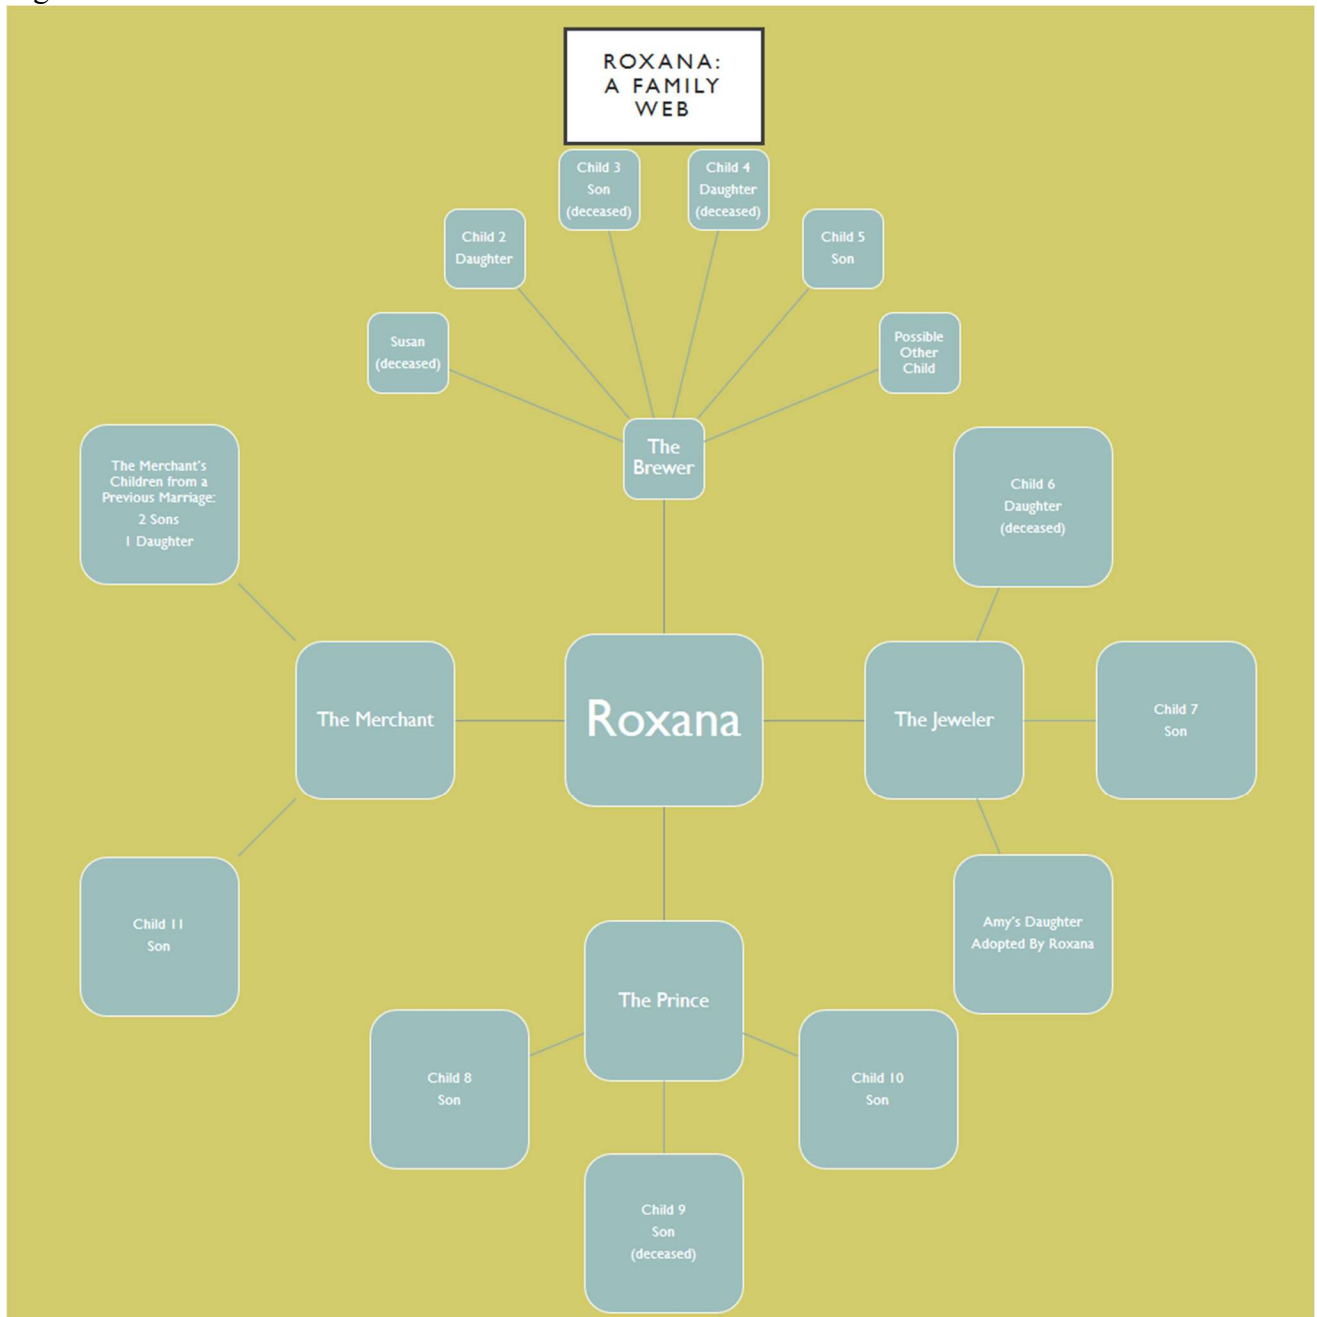 ROXANA:
A FAMILY
WEB
Child 3
Son
(deceased)
Child 4
Daughter
(deceased)
Child 2
Daughter
Child 5
Son
Susan
(deceased)
Possible
Other
Child
The
Brewer
The Merchant's
Children from a
Previous Marriage:
2 Sons
1 Daughter
Child 6
Daughter
(deceased)
The Merchant
Roxana
The Jeweler
Child 7
Son
Child 11
Son
Amy's Daughter
Adopted By Roxana
The Prince
Child 8
Son
Child 10
Son
Child 9
Son
(deceased)